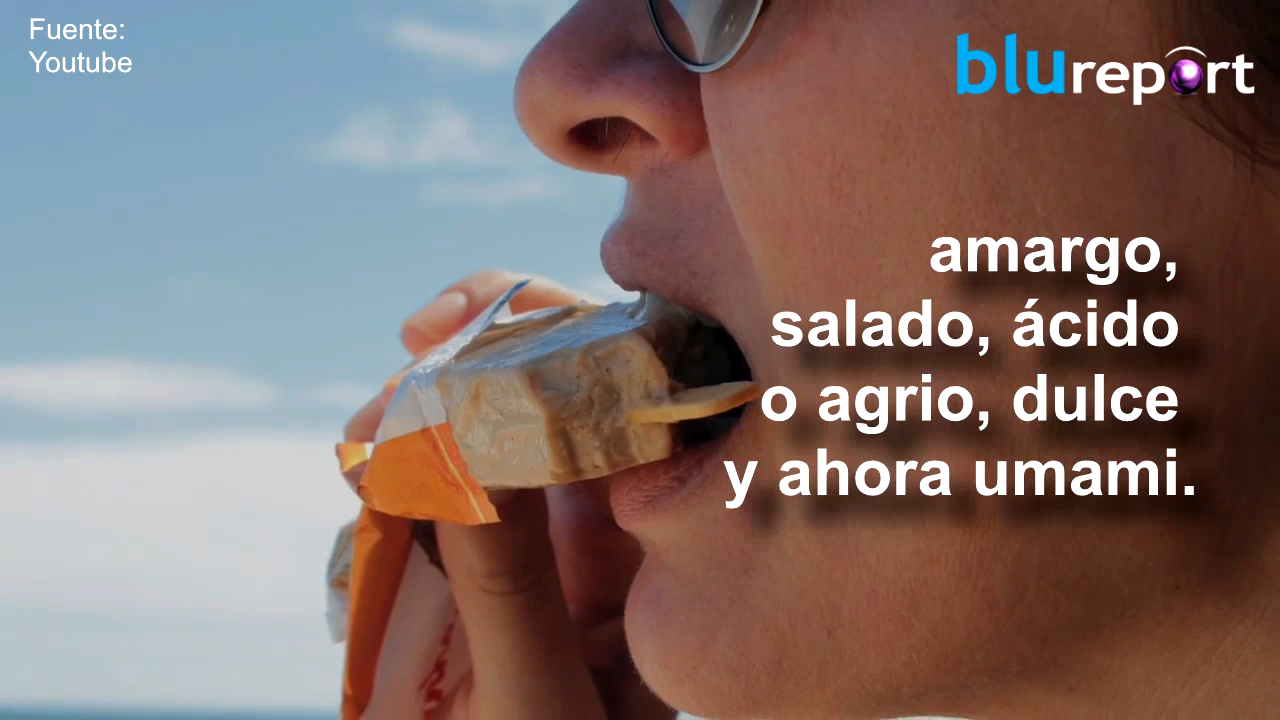 Fuente:
Youtube
blureport
amargo,
salado, ácido
o agrio, dulce
y ahora umami.